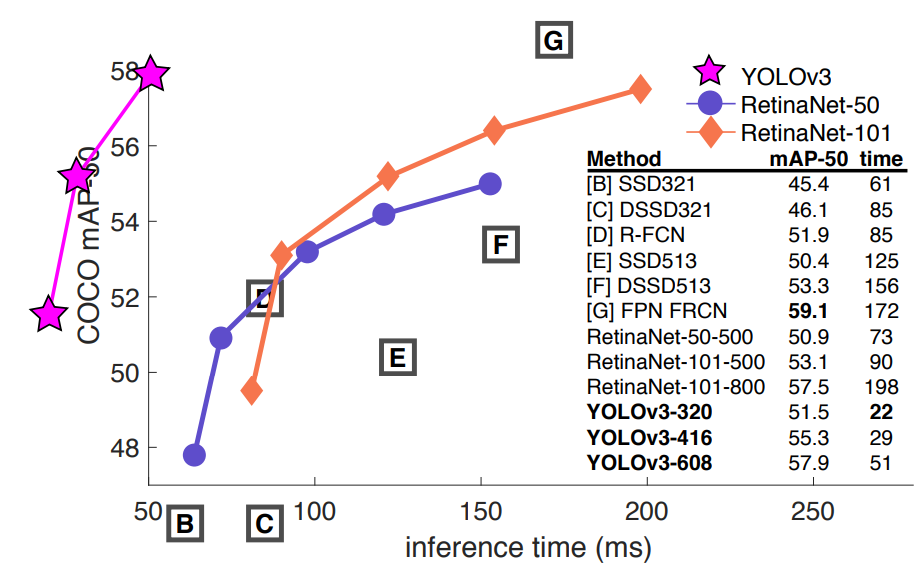 G
58
YOLOv3
RetinaNet-50
RetinaNet-101
56
COCO mAP-50
54
52
50
48
D
E
F
Method mAP-50 time
[B] SSD321 45.4 61
[C] DSSD321 46.1 85
[D] R-FCN 51.9 85
[E] SSD513 50.4 125
[F] DSSD513 53.3 156
[G] FPN FRCN 59.1 172
RetinaNet-50-500 50.9 73
RetinaNet-101-500 53.1 90
RetinaNet-101-800 57.5 198
YOLOv3-320 51.5 22
YOLOv3-416 55.3 29
YOLOv3-608 57.9 51
50 100 150 200 250
B C
inference time (ms)